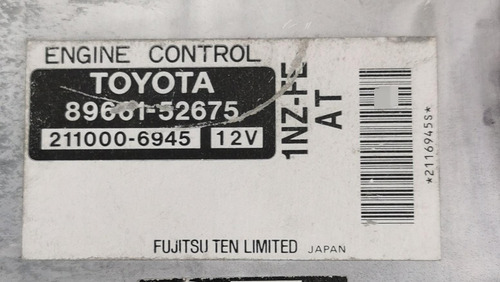 ENGINE CONTROL
TOYOTA
89661-52675
211000-6945 12V
1NZ-FE
AT
*2116945S*
FUJITSU TEN LIMITED JAPAN